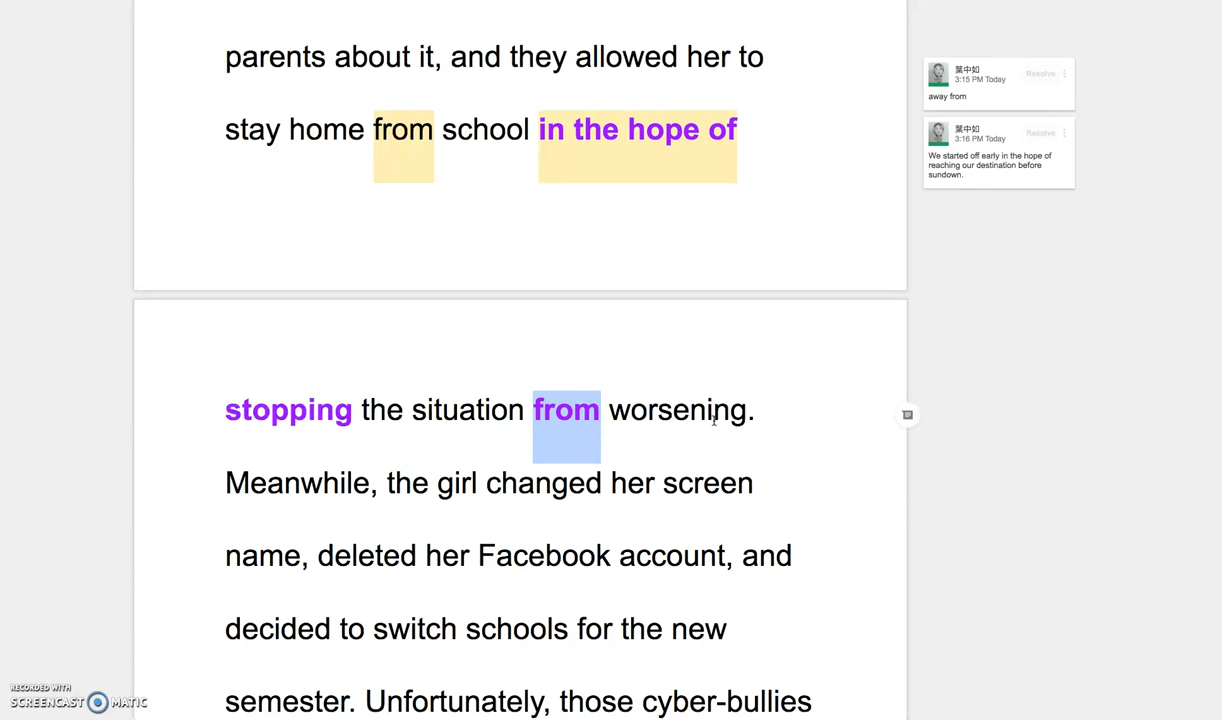 parents about it, and they allowed her to
stay home from school in the hope of
stopping the situation from worsening.
Meanwhile, the girl changed her screen
name, deleted her Facebook account, and
decided to switch schools for the new
semester. Unfortunately, those cyber-bullies
葉中如
3:15 PM Today
Resolve
away from
葉中如
3:16 PM Today
Resolve
We started off early in the hope of
reaching our destination before
sundown.
RECORDED WITH
SCREENCAST MATIC